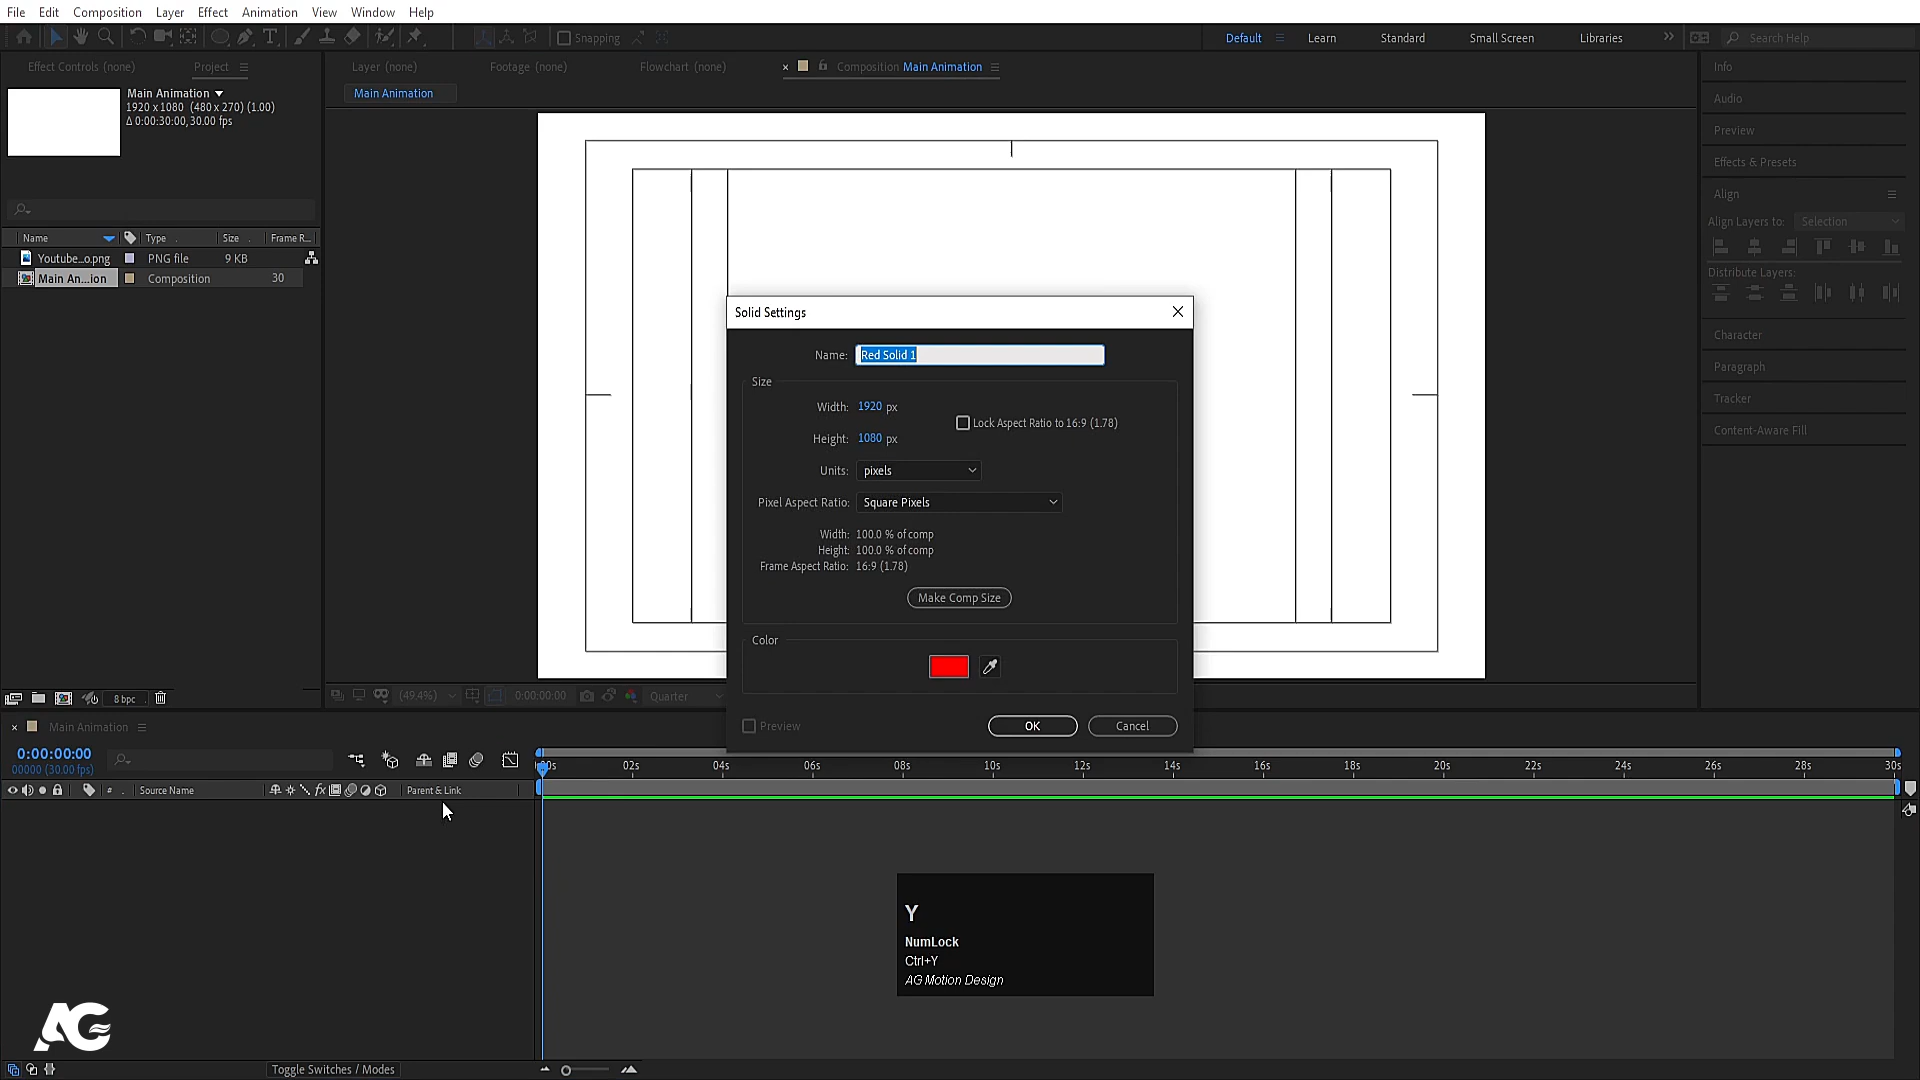 File Edit Composition Layer Effect Animation View Window Help
Snapping Default Learn Standard Small Screen Libraries Search Help
Effect Controls (none) Project Layer (none) Footage (none) Flowchart (none) Composition Main Animation Info
Main Animation
1920 x 1080 (480 x 270) (1.00)
Δ 0:00:30:00, 30.00 fps
Main Animation
Audio
Preview
Effects & Presets
Align
Align Layers to: Selection
Distribute Layers:
Character
Paragraph
Tracker
Content-Aware Fill
Name Type Size Frame R...
Youtube...o.png PNG file 9 KB
Main An...ion Composition 30
Solid Settings
Name: Red Solid 1
Size
Width: 1920 px
Lock Aspect Ratio to 16:9 (1.78)
Height: 1080 px
Units: pixels
Pixel Aspect Ratio: Square Pixels
Width: 100.0 % of comp
Height: 100.0 % of comp
Frame Aspect Ratio: 16:9 (1.78)
Make Comp Size
Color
Preview OK Cancel
8 bpc (49.4%) 0:00:00:00 Quarter
Main Animation
0:00:00:00
00000 (30.00 fps)
00s 02s 04s 06s 08s 10s 12s 14s 16s 18s 20s 22s 24s 26s 28s 30s
# Source Name fx Parent & Link
Y
NumLock
Ctrl+Y
AG Motion Design
AG
Toggle Switches / Modes